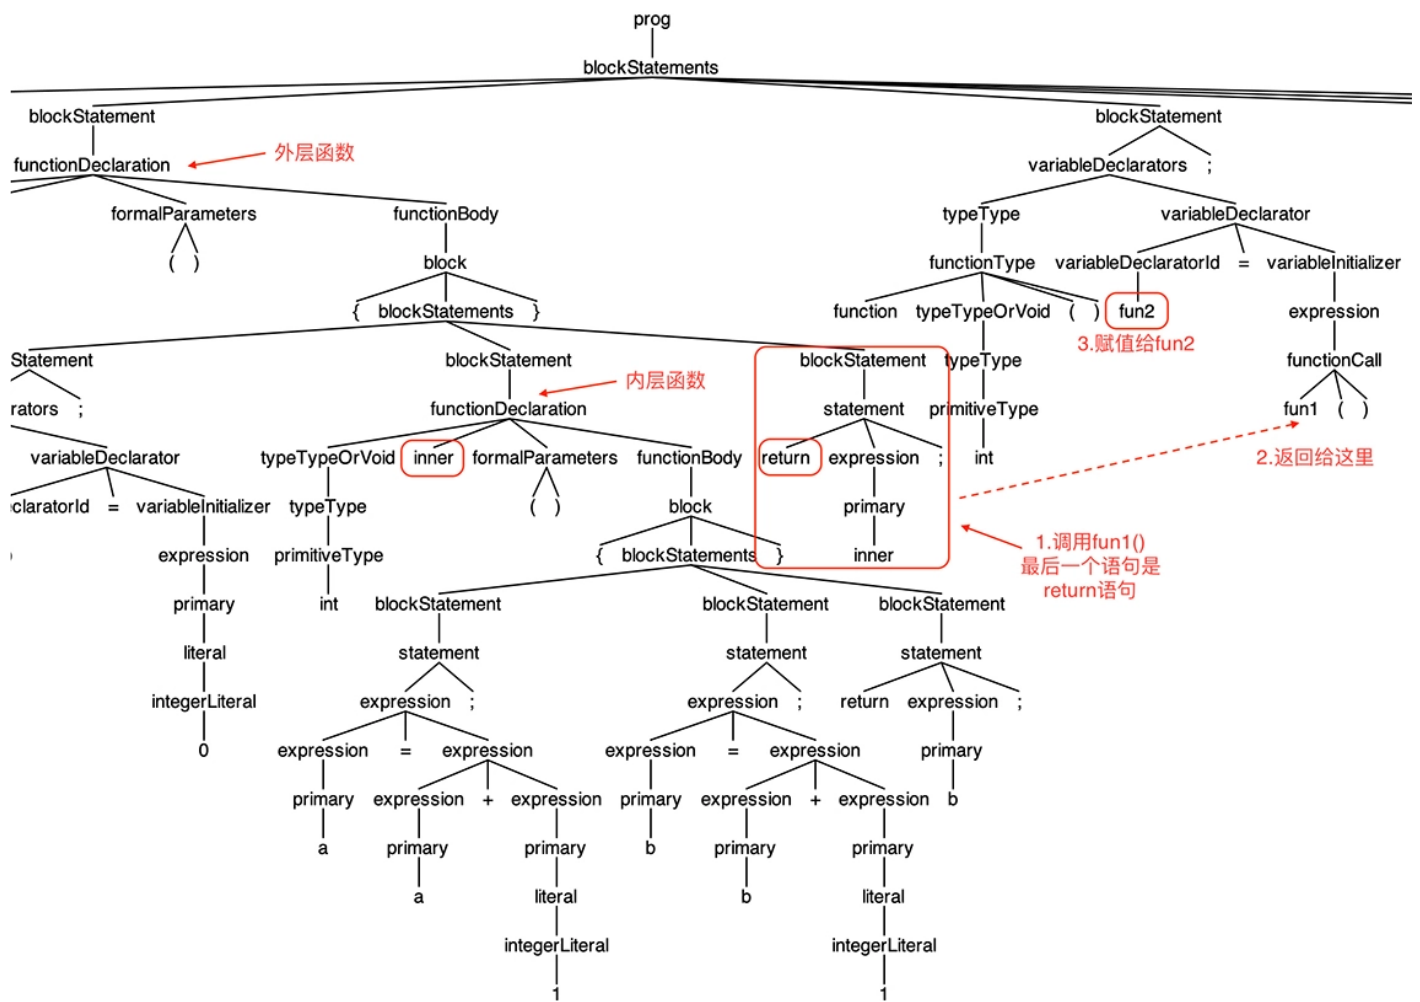 prog
blockStatements
blockStatement blockStatement
functionDeclaration 外层函数 variableDeclarators ;
formalParameters functionBody typeType variableDeclarator
( ) block functionType variableDeclaratorId = variableInitializer
{ blockStatements } function typeTypeOrVoid ( ) fun2 expression
3.赋值给fun2
Statement blockStatement blockStatement typeType functionCall
内层函数
rators ; functionDeclaration statement primitiveType fun1 ( )
variableDeclarator typeTypeOrVoid inner formalParameters functionBody return expression ; int 2.返回给这里
claratorId = variableInitializer typeType ( ) block primary
1.调用fun1()
expression primitiveType { blockStatements } inner
最后一个语句是
return语句
primary int blockStatement blockStatement blockStatement
literal statement statement statement
integerLiteral expression ; expression ; return expression ;
0 expression = expression expression = expression primary
primary expression + expression primary expression + expression b
a primary primary b primary primary
a literal b literal
integerLiteral integerLiteral
1 1